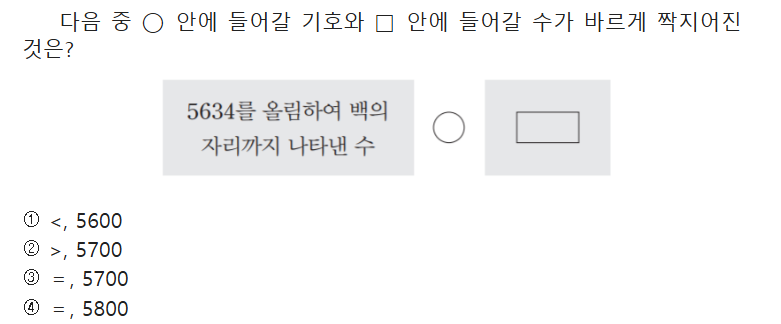 다음 중 ○ 안에 들어갈 기호와 □ 안에 들어갈 수가 바르게 짝지어진
것은?
5634를 올림하여 백의
자리까지 나타낸 수
① <, 5600
② >, 5700
③ =, 5700
④ =, 5800